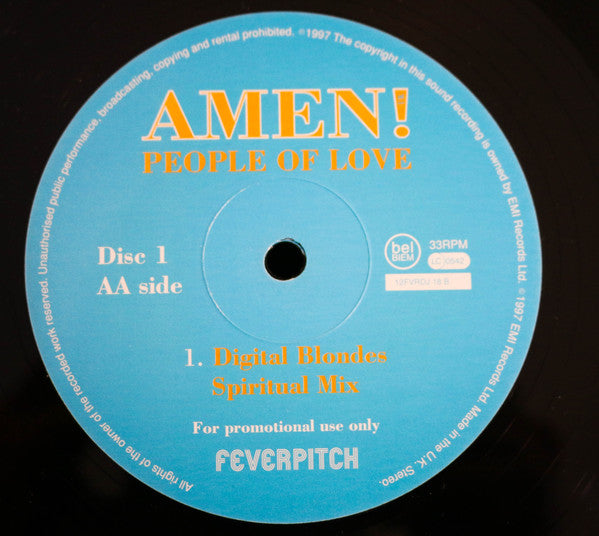 All rights of the owner of the recorded work reserved. Unauthorised public performance, broadcasting, copying and rental prohibited. ℗1997 The copyright in this sound recording is owned by EMI Records Ltd. ©1997 EMI Records Ltd. Made in the U.K. Stereo.
AMEN!
PEOPLE OF LOVE
Disc 1
AA side
bel
BIEM
33RPM
LC 0542
12FVRDJ 18 B
1. Digital Blondes
Spiritual Mix
For promotional use only
FEVERPITCH